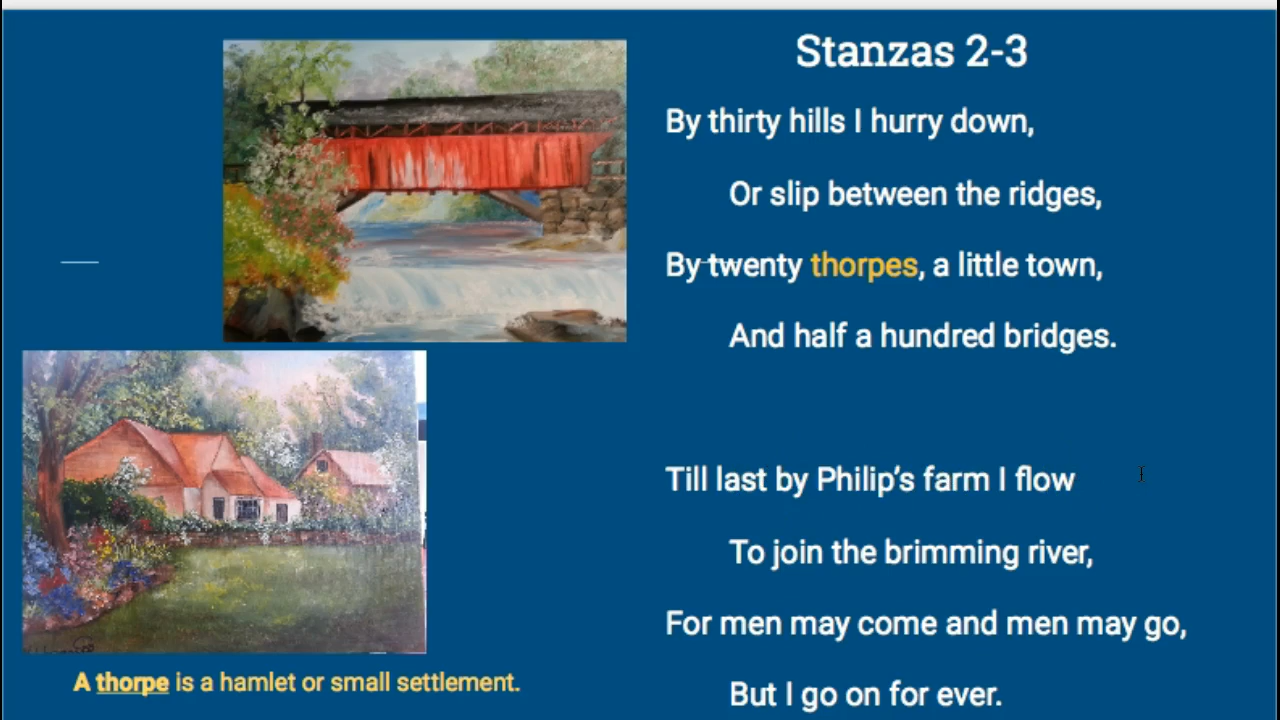 Stanzas 2-3
By thirty hills I hurry down,
Or slip between the ridges,
By twenty thorpes, a little town,
And half a hundred bridges.
Till last by Philip’s farm I flow
To join the brimming river,
For men may come and men may go,
But I go on for ever.
A thorpe is a hamlet or small settlement.